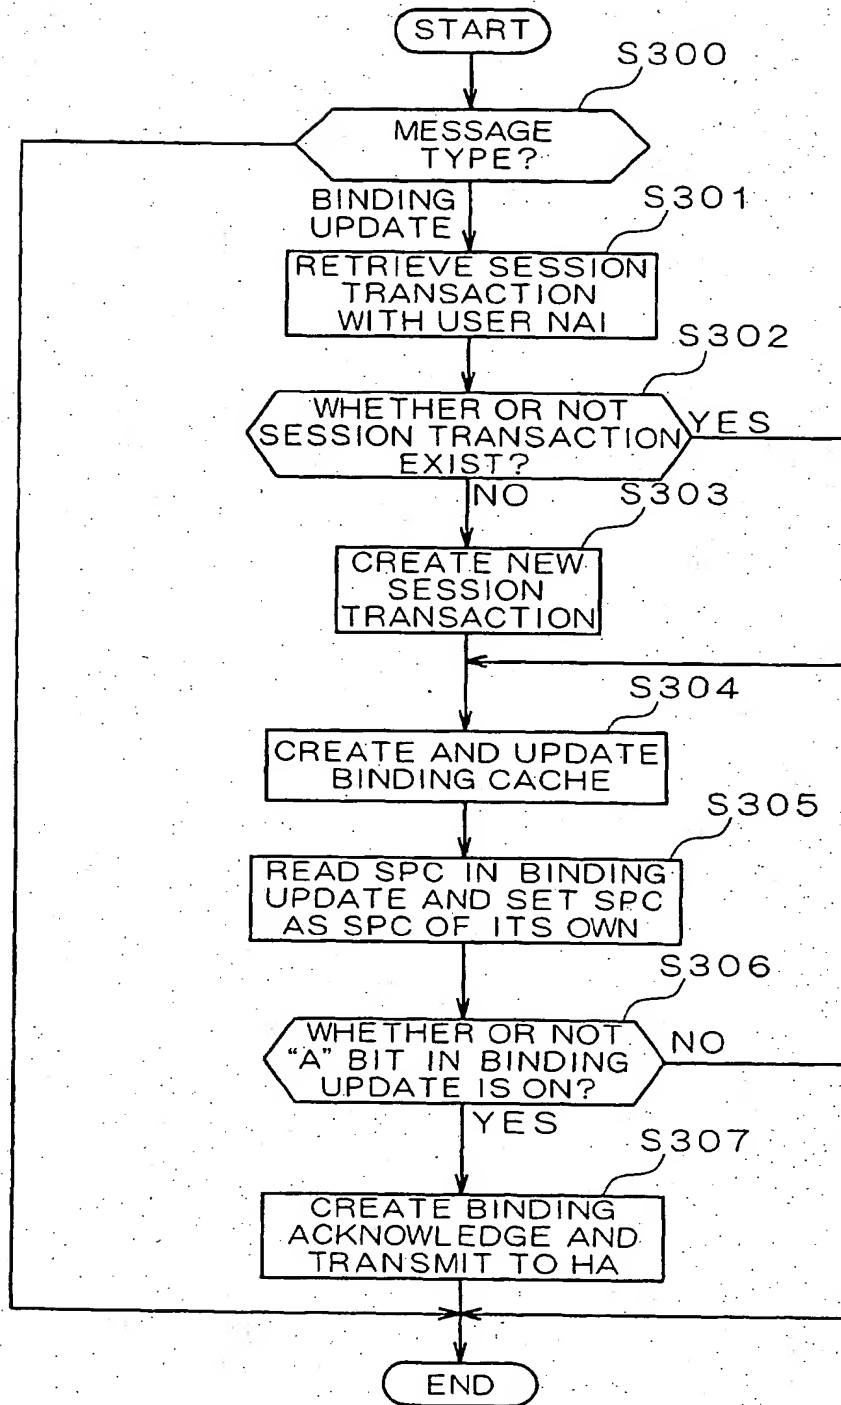 START
S300
MESSAGE
TYPE?
BINDING
UPDATE
S301
RETRIEVE SESSION
TRANSACTION
WITH USER NAI
S302
WHETHER OR NOT
SESSION TRANSACTION
EXIST?
YES
NO
S303
CREATE NEW
SESSION
TRANSACTION
S304
CREATE AND UPDATE
BINDING CACHE
S305
READ SPC IN BINDING
UPDATE AND SET SPC
AS SPC OF ITS OWN
S306
WHETHER OR NOT
"A" BIT IN BINDING
UPDATE IS ON?
NO
YES
S307
CREATE BINDING
ACKNOWLEDGE AND
TRANSMIT TO HA
END